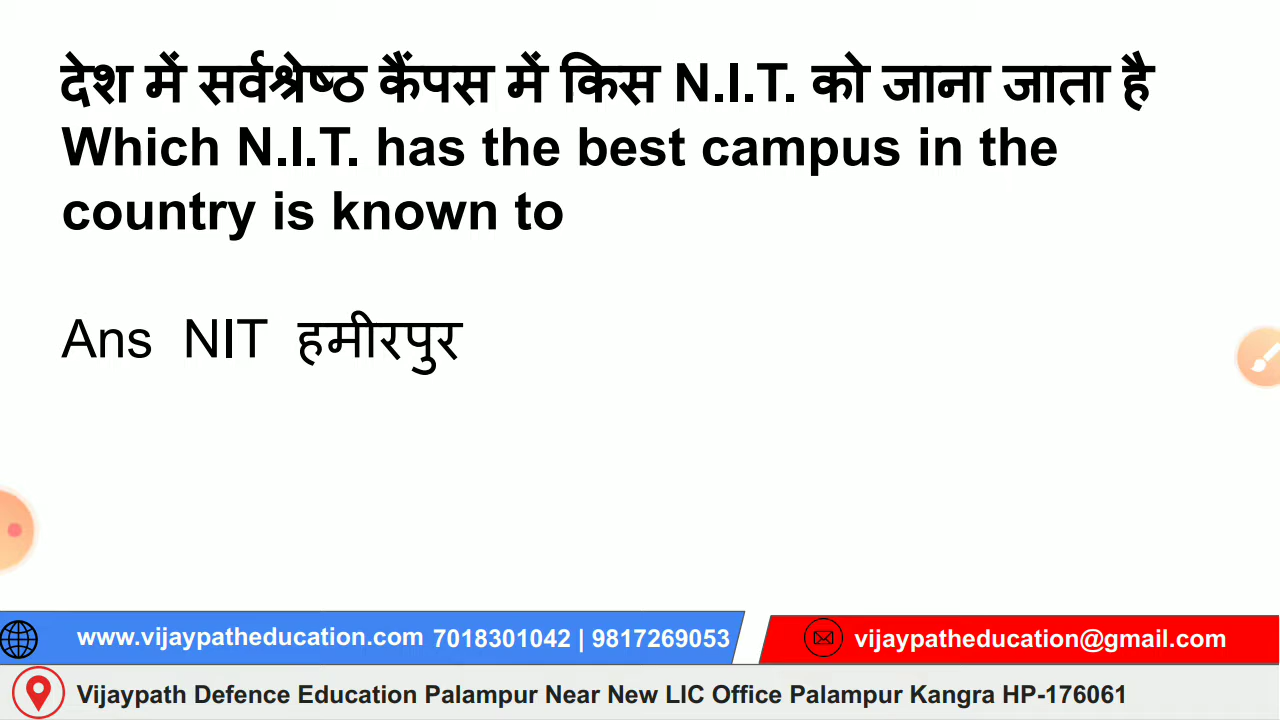 देश में सर्वश्रेष्ठ कैंपस में किस N.I.T. को जाना जाता है
Which N.I.T. has the best campus in the
country is known to
Ans NIT हमीरपुर
www.vijaypatheducation.com 7018301042 | 9817269053
vijaypatheducation@gmail.com
Vijaypath Defence Education Palampur Near New LIC Office Palampur Kangra HP-176061